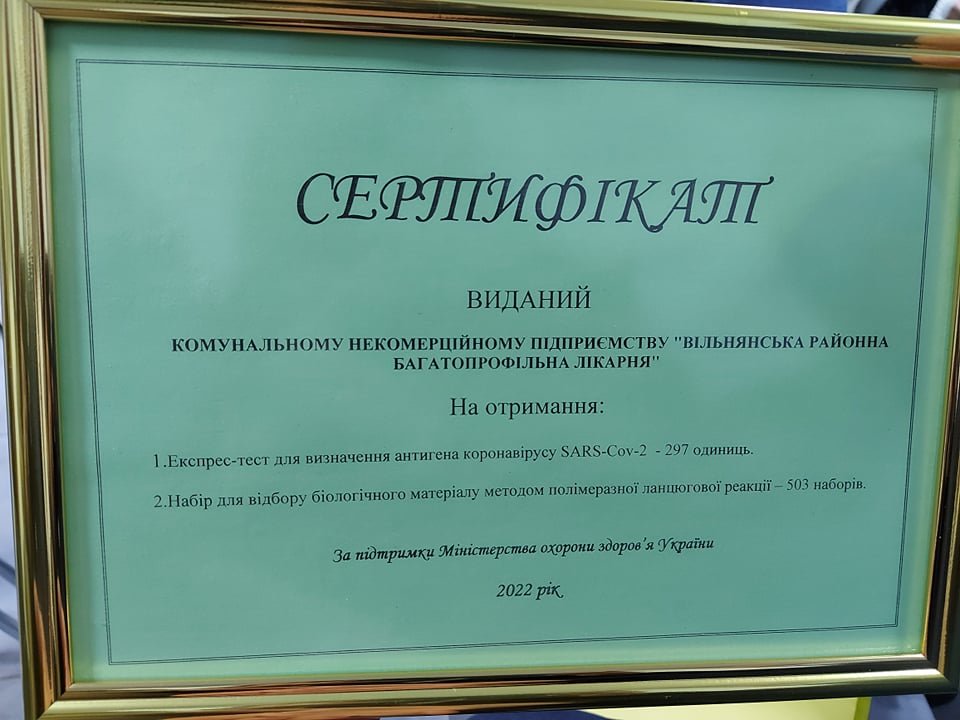 СЕРТИФІКАТ
ВИДАНИЙ
КОМУНАЛЬНОМУ НЕКОМЕРЦІЙНОМУ ПІДПРИЄМСТВУ "ВІЛЬНЯНСЬКА РАЙОННА
БАГАТОПРОФІЛЬНА ЛІКАРНЯ"
На отримання:
1.Експрес-тест для визначення антигена коронавірусу SARS-Cov-2 - 297 одиниць.
2.Набір для відбору біологічного матеріалу методом полімеразної ланцюгової реакції – 503 наборів.
За підтримки Міністерства охорони здоров’я України
2022 рік